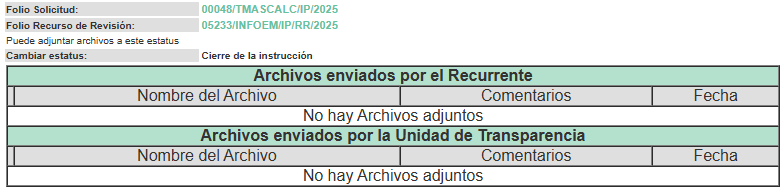 Folio Solicitud: 00048/TMASCALC/IP/2025
Folio Recurso de Revisión: 05233/INFOEM/IP/RR/2025
Puede adjuntar archivos a este estatus
Cambiar estatus: Cierre de la instrucción
Archivos enviados por el Recurrente
Nombre del Archivo Comentarios Fecha
No hay Archivos adjuntos
Archivos enviados por la Unidad de Transparencia
Nombre del Archivo Comentarios Fecha
No hay Archivos adjuntos